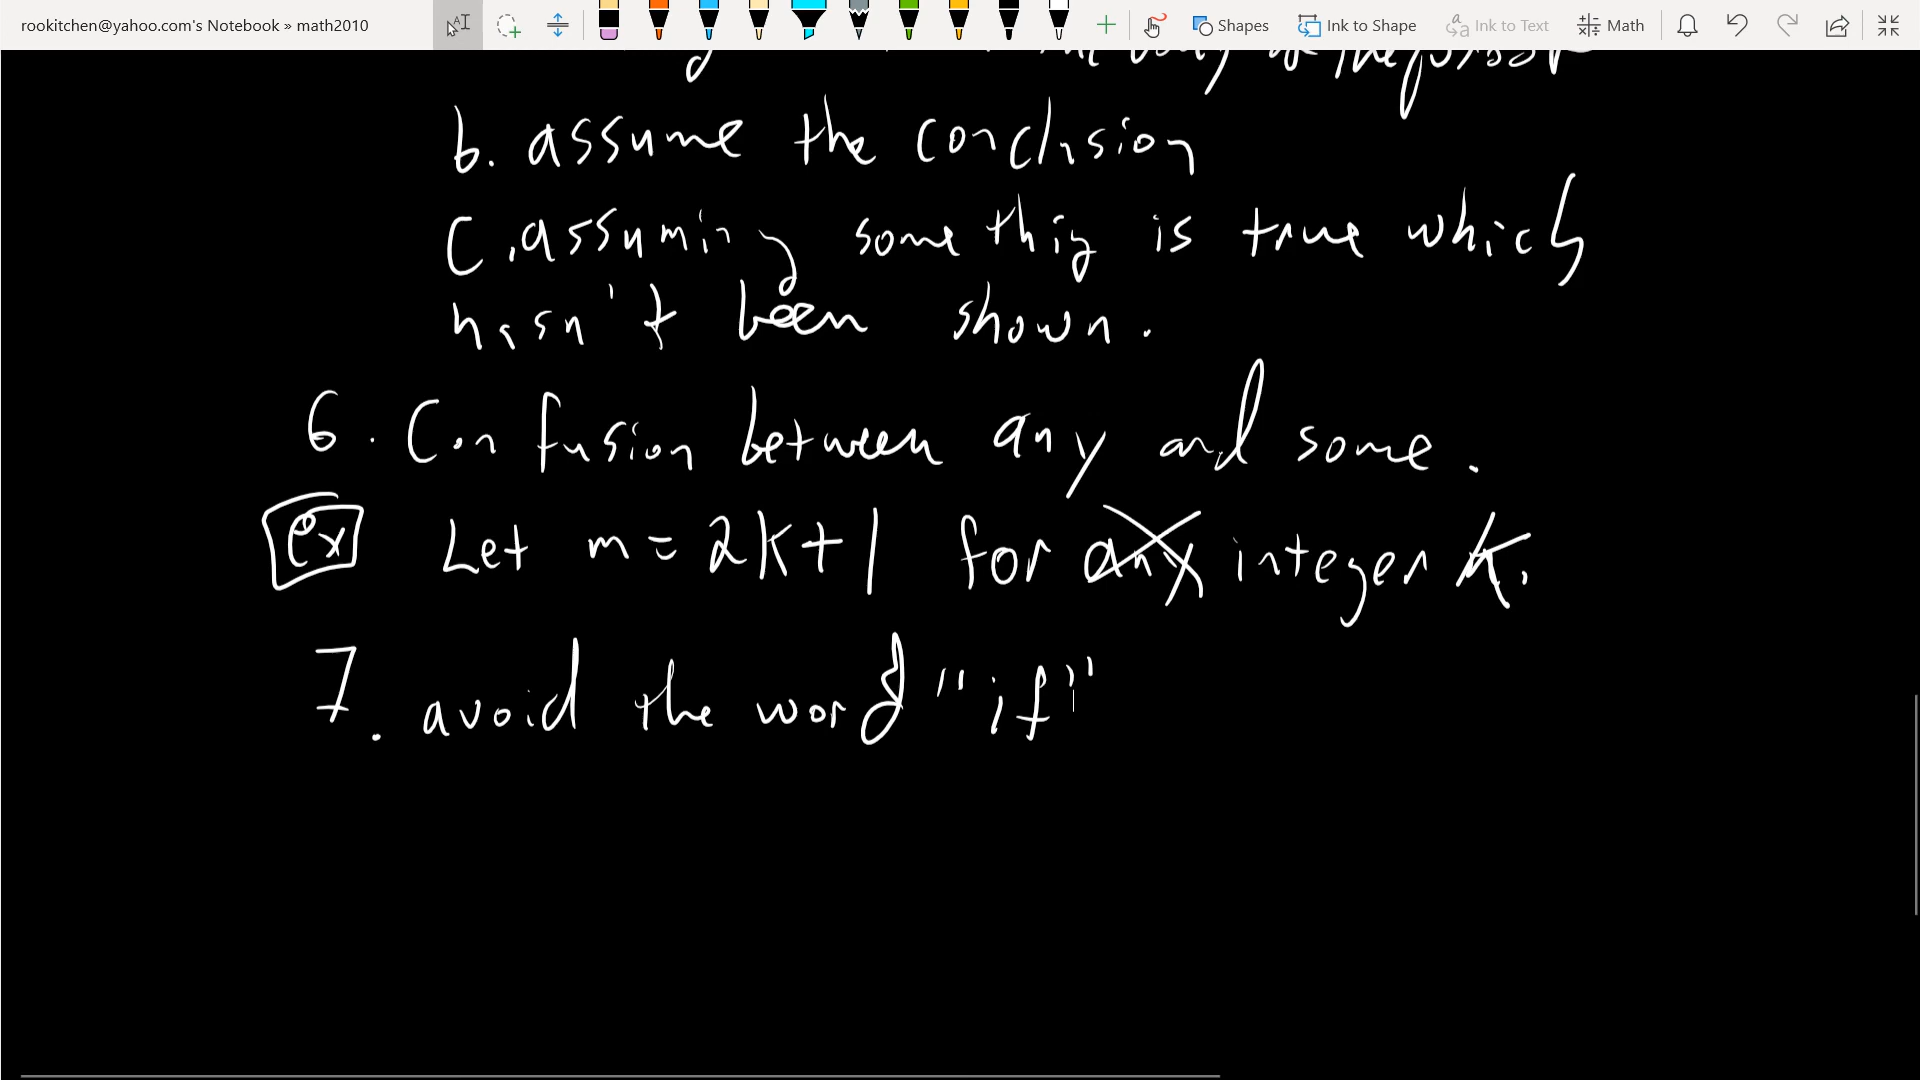 rookitchen@yahoo.com's Notebook » math2010
Shapes Ink to Shape Ink to Text Math
b. assume the conclusion
C. assuming something is true which
hasn't been shown.
6. Confusion between any and some.
ex Let m = 2k+1 for any integer k.
7. avoid the word "if"